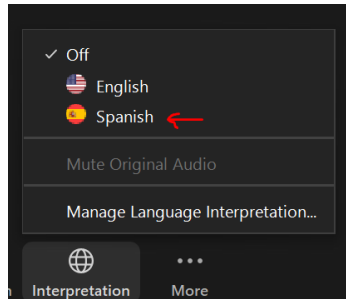 Off
English
Spanish
Mute Original Audio
Manage Language Interpretation...
Interpretation
More